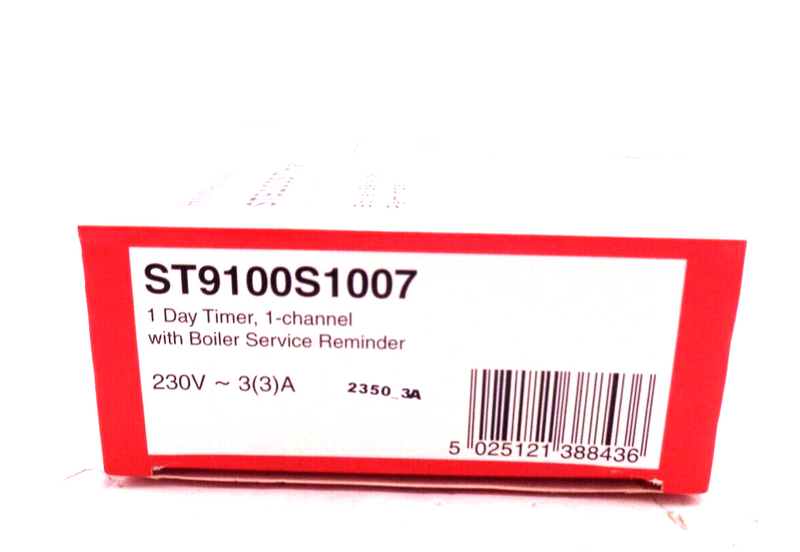 ST9100S1007
1 Day Timer, 1-channel
with Boiler Service Reminder
230V ~ 3(3)A
2350_3A
5 025121 388436